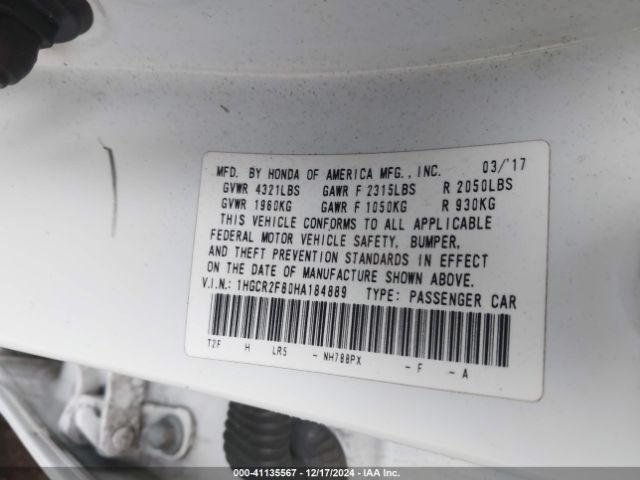 MFD. BY HONDA OF AMERICA MFG., INC. 03/'17
GVWR 4321LBS GAWR F 2315LBS R 2050LBS
GVWR 1960KG GAWR F 1050KG R 930KG
THIS VEHICLE CONFORMS TO ALL APPLICABLE
FEDERAL MOTOR VEHICLE SAFETY, BUMPER,
AND THEFT PREVENTION STANDARDS IN EFFECT
ON THE DATE OF MANUFACTURE SHOWN ABOVE.
V.I.N.: 1HGCR2F80HA184889 TYPE: PASSENGER CAR
T2F H LR5 - NH788PX - F - A
000-41135567 - 12/17/2024 - IAA Inc.